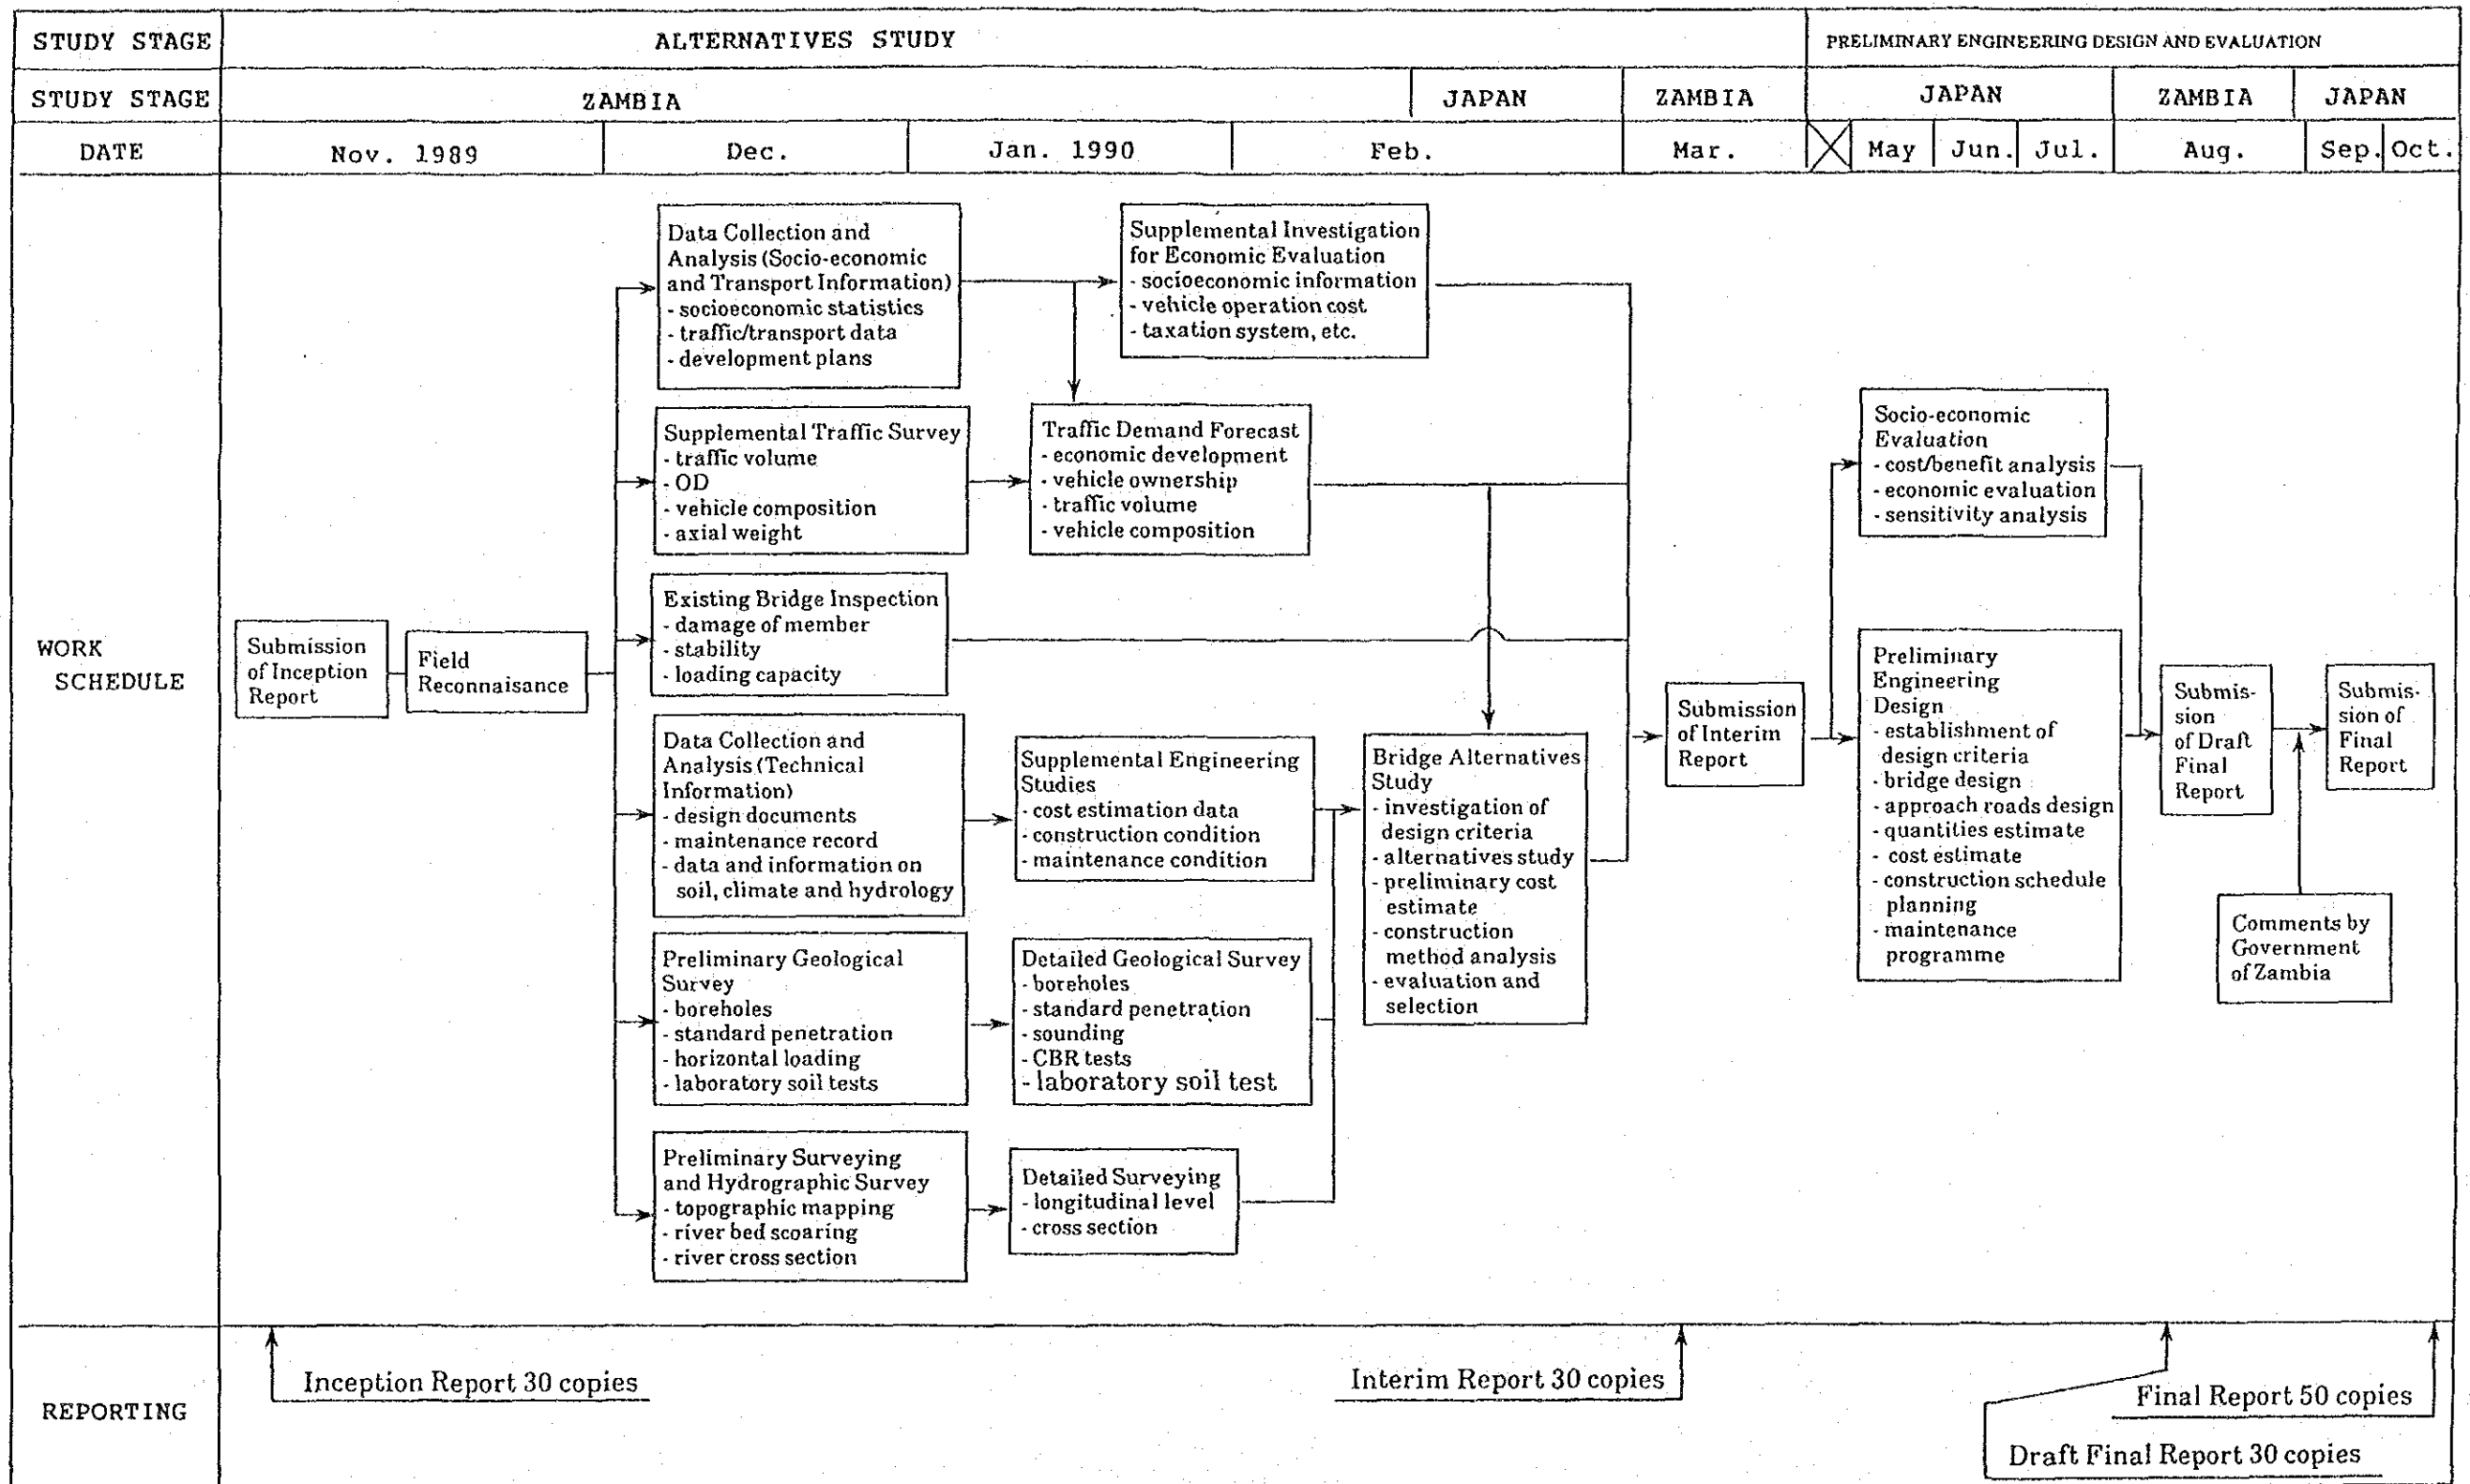 STUDY STAGE
ALTERNATIVES STUDY
PRELIMINARY ENGINEERING DESIGN AND EVALUATION
STUDY STAGE
ZAMBIA
JAPAN
ZAMBIA
JAPAN
ZAMBIA
JAPAN
DATE
Nov. 1989
Dec.
Jan. 1990
Feb.
Mar.
May
Jun.
Jul.
Aug.
Sep.
Oct.
WORK
SCHEDULE
Submission
of Inception
Report
Field
Reconnaisance
Data Collection and
Analysis (Socio-economic
and Transport Information)
- socioeconomic statistics
- traffic/transport data
- development plans
Supplemental Investigation
for Economic Evaluation
- socioeconomic information
- vehicle operation cost
- taxation system, etc.
Supplemental Traffic Survey
- traffic volume
- OD
- vehicle composition
- axial weight
Traffic Demand Forecast
- economic development
- vehicle ownership
- traffic volume
- vehicle composition
Existing Bridge Inspection
- damage of member
- stability
- loading capacity
Data Collection and
Analysis (Technical
Information)
- design documents
- maintenance record
- data and information on
soil, climate and hydrology
Supplemental Engineering
Studies
- cost estimation data
- construction condition
- maintenance condition
Preliminary Geological
Survey
- boreholes
- standard penetration
- horizontal loading
- laboratory soil tests
Detailed Geological Survey
- boreholes
- standard penetration
- sounding
- CBR tests
- laboratory soil test
Preliminary Surveying
and Hydrographic Survey
- topographic mapping
- river bed scoaring
- river cross section
Detailed Surveying
- longitudinal level
- cross section
Bridge Alternatives
Study
- investigation of
design criteria
- alternatives study
- preliminary cost
estimate
- construction
method analysis
- evaluation and
selection
Submission
of Interim
Report
Socio-economic
Evaluation
- cost/benefit analysis
- economic evaluation
- sensitivity analysis
Preliminary
Engineering
Design
- establishment of
design criteria
- bridge design
- approach roads design
- quantities estimate
- cost estimate
- construction schedule
planning
- maintenance
programme
Submis-
sion
of Draft
Final
Report
Submis-
sion of
Final
Report
Comments by
Government
of Zambia
REPORTING
Inception Report 30 copies
Interim Report 30 copies
Final Report 50 copies
Draft Final Report 30 copies